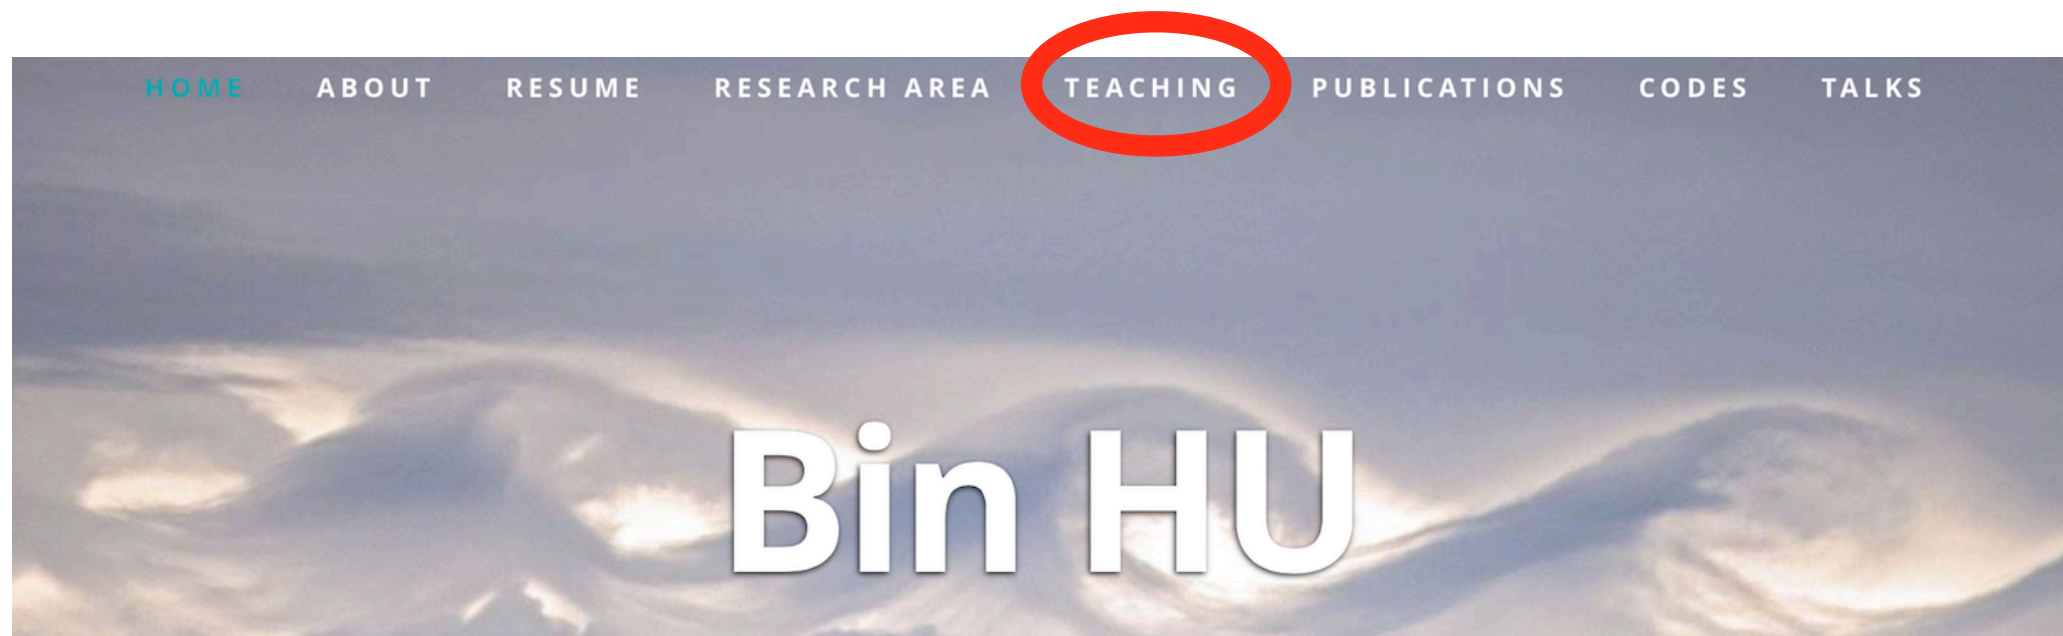 HOME ABOUT RESUME RESEARCH AREA TEACHING PUBLICATIONS CODES TALKS
Bin HU